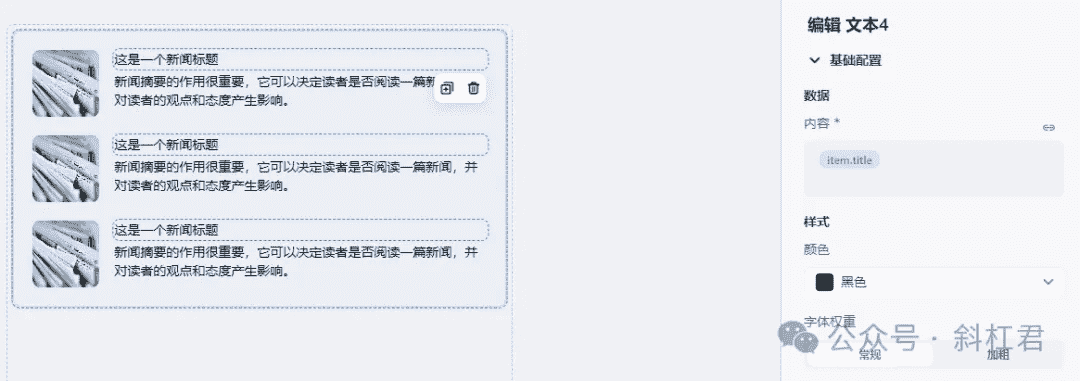 这是一个新闻标题
新闻摘要的作用很重要，它可以决定读者是否阅读一篇新
对读者的观点和态度产生影响。
这是一个新闻标题
新闻摘要的作用很重要，它可以决定读者是否阅读一篇新闻，并
对读者的观点和态度产生影响。
这是一个新闻标题
新闻摘要的作用很重要，它可以决定读者是否阅读一篇新闻，并
对读者的观点和态度产生影响。
编辑 文本4
基础配置
数据
内容 *
item.title
样式
颜色
黑色
字体权重
常规
加粗
公众号 · 斜杠君